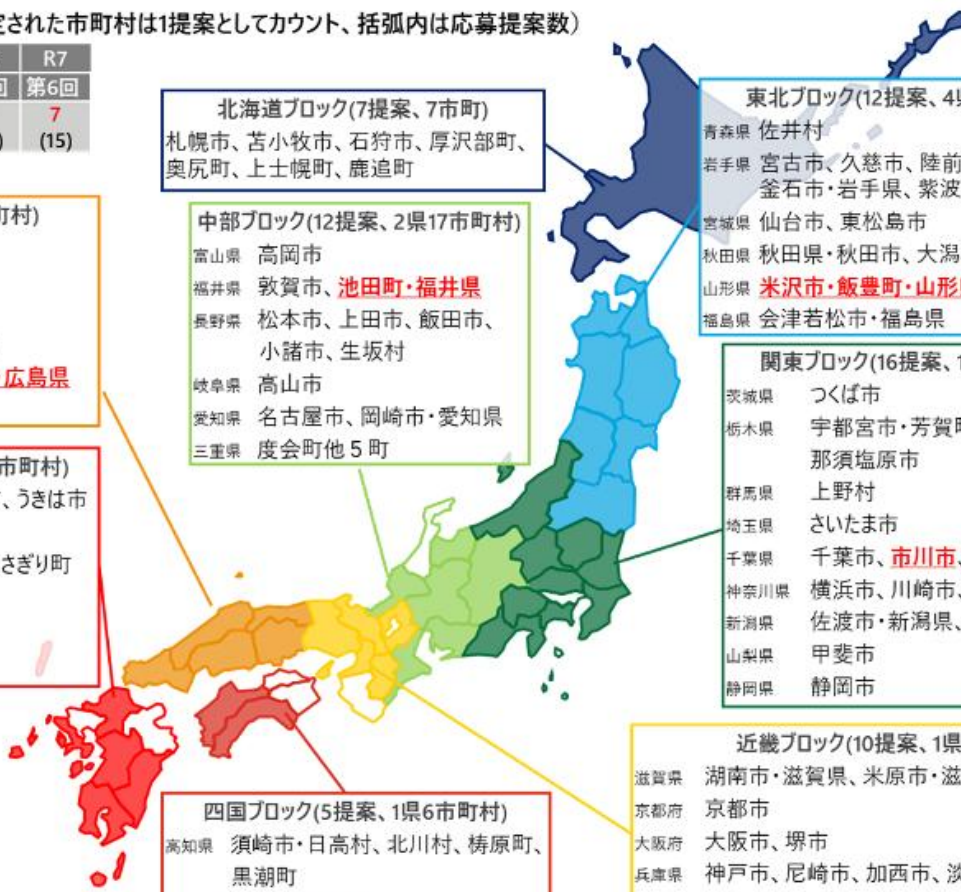 定された市町村は1提案としてカウント、括弧内は応募提案数）
R7
回 第6回
7
) (15)
北海道ブロック(7提案、7市町)
札幌市、苫小牧市、石狩市、厚沢部町、
奥尻町、上士幌町、鹿追町
東北ブロック(12提案、4県
青森県 佐井村
岩手県 宮古市、久慈市、陸前
釜石市・岩手県、紫波
宮城県 仙台市、東松島市
秋田県 秋田県・秋田市、大潟
山形県 米沢市・飯豊町・山形県
福島県 会津若松市・福島県
町村)
広島県
中部ブロック(12提案、2県17市町村)
富山県 高岡市
福井県 敦賀市、池田町・福井県
長野県 松本市、上田市、飯田市、
小諸市、生坂村
岐阜県 高山市
愛知県 名古屋市、岡崎市・愛知県
三重県 度会町他５町
関東ブロック(16提案、1
茨城県 つくば市
栃木県 宇都宮市・芳賀町
那須塩原市
群馬県 上野村
埼玉県 さいたま市
千葉県 千葉市、市川市、
神奈川県 横浜市、川崎市、
新潟県 佐渡市・新潟県、
山梨県 甲斐市
静岡県 静岡市
市町村)
、うきは市
さぎり町
四国ブロック(5提案、1県6市町村)
高知県 須崎市・日高村、北川村、梼原町、
黒潮町
近畿ブロック(10提案、1県
滋賀県 湖南市・滋賀県、米原市・滋
京都府 京都市
大阪府 大阪市、堺市
兵庫県 神戸市、尼崎市、加西市、淡